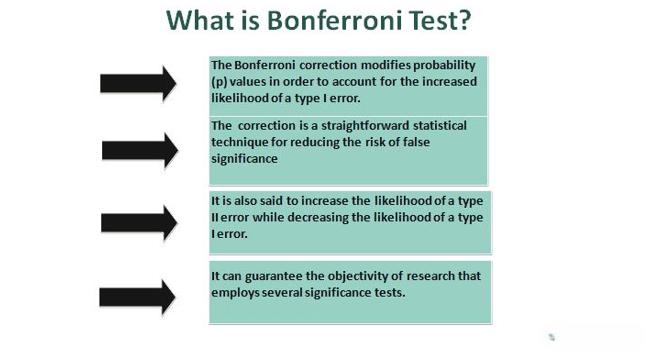 What is Bonferroni Test?
The Bonferroni correction modifies probability
(p) values in order to account for the increased
likelihood of a type I error.
The correction is a straightforward statistical
technique for reducing the risk of false
significance
It is also said to increase the likelihood of a type
II error while decreasing the likelihood of a type
I error.
It can guarantee the objectivity of research that
employs several significance tests.